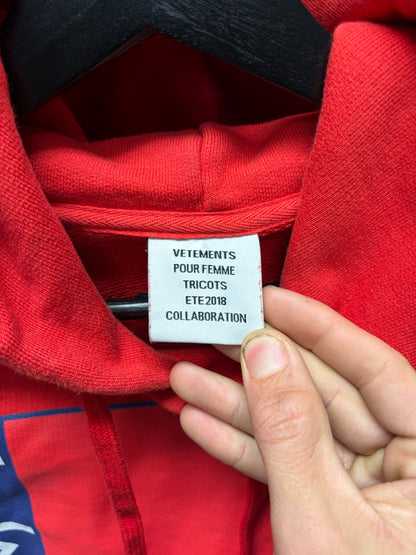 VETEMENTS
POUR FEMME
TRICOTS
ETE2018
COLLABORATION